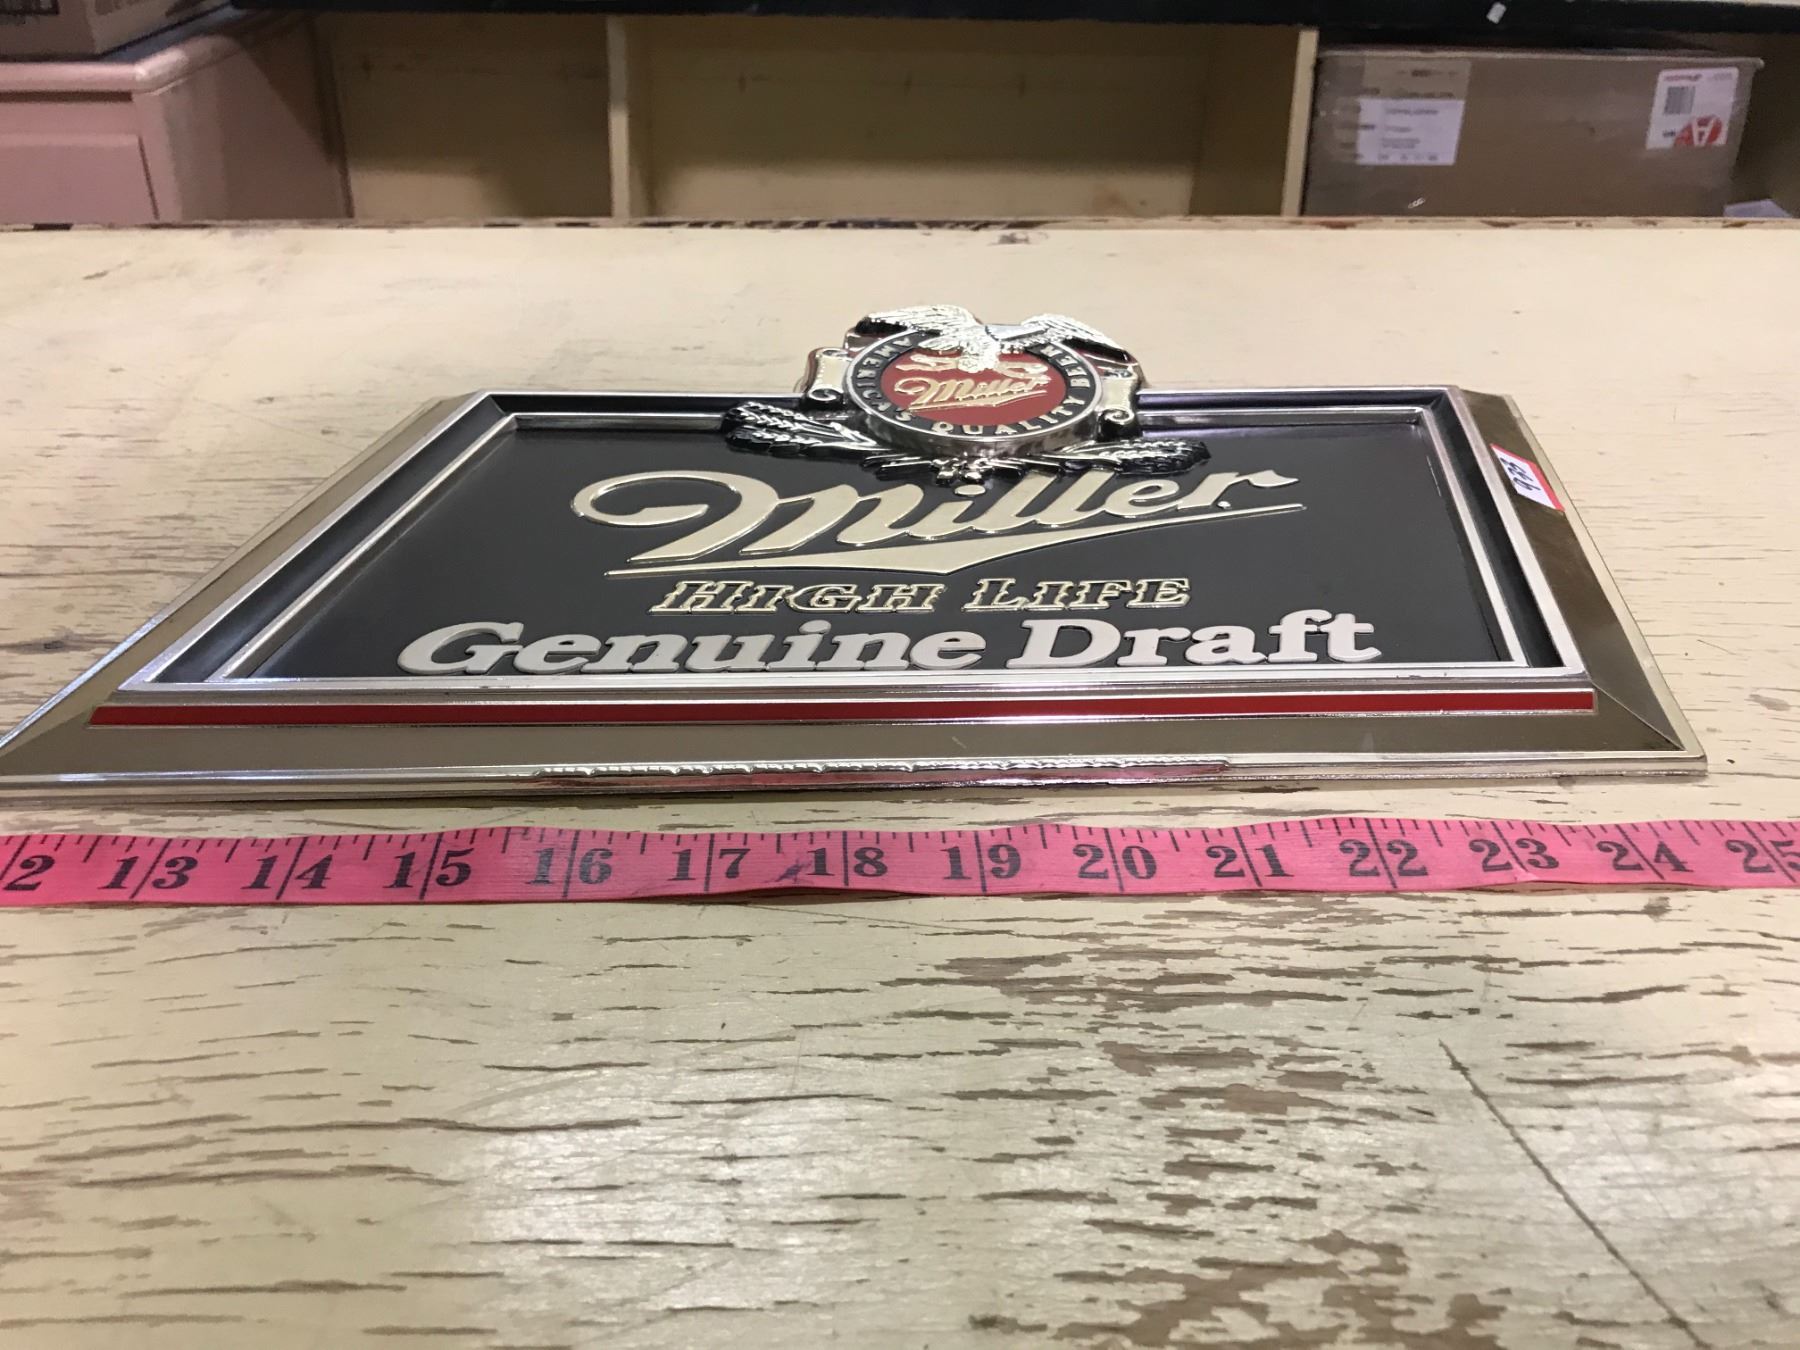 AMERICA'S QUALITY BEER
Miller
Miller
HIGH LIFE
Genuine Draft
2 13 14 15 16 17 18 19 20 21 22 23 24 25